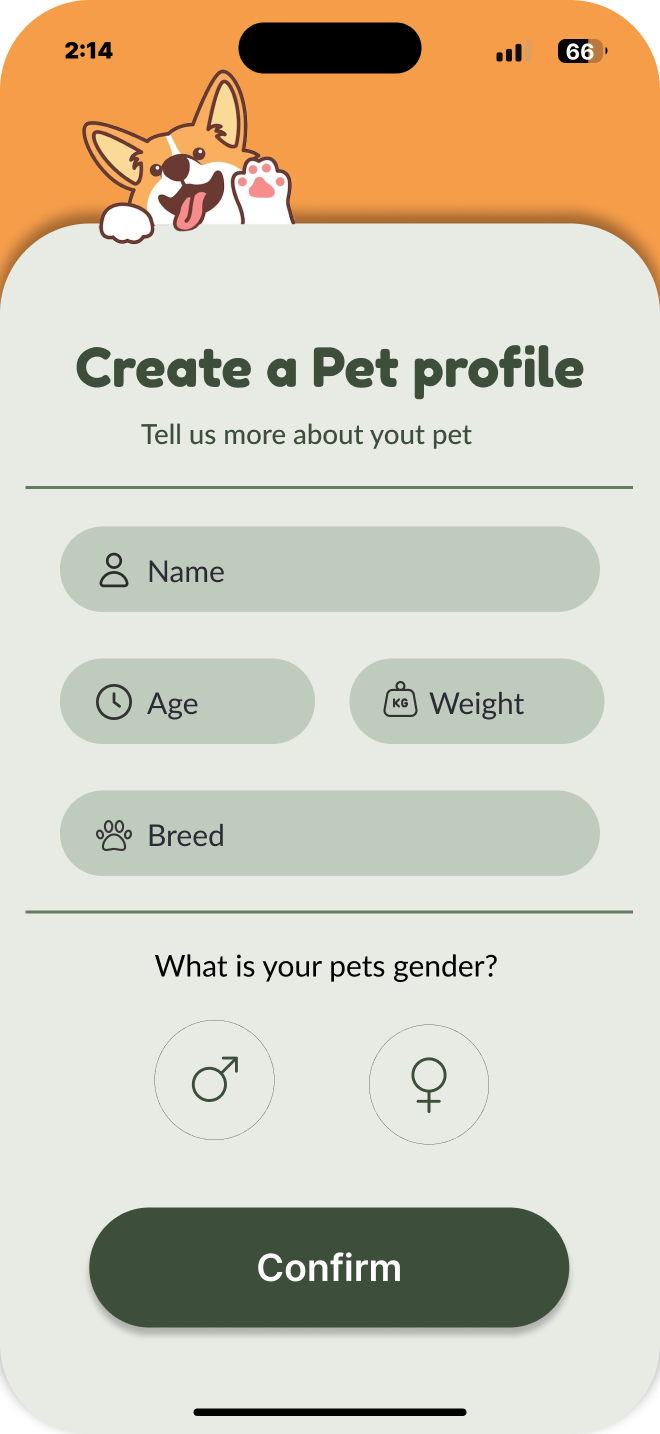 2:14
66
Create a Pet profile
Tell us more about yout pet
Name
Age
KG Weight
Breed
What is your pets gender?
Confirm